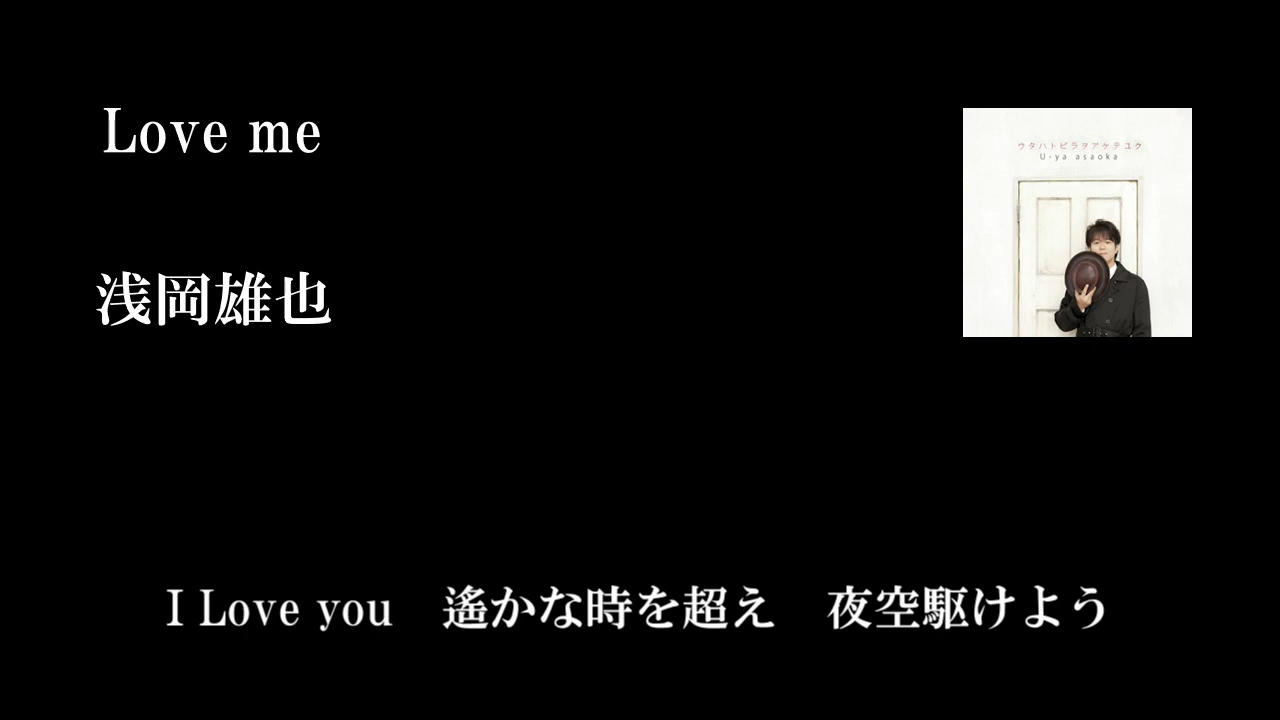 Love me
ウタハトビラヲアケテユク
U-ya asaoka
浅岡雄也
I Love you　遙かな時を超え　夜空駆けよう